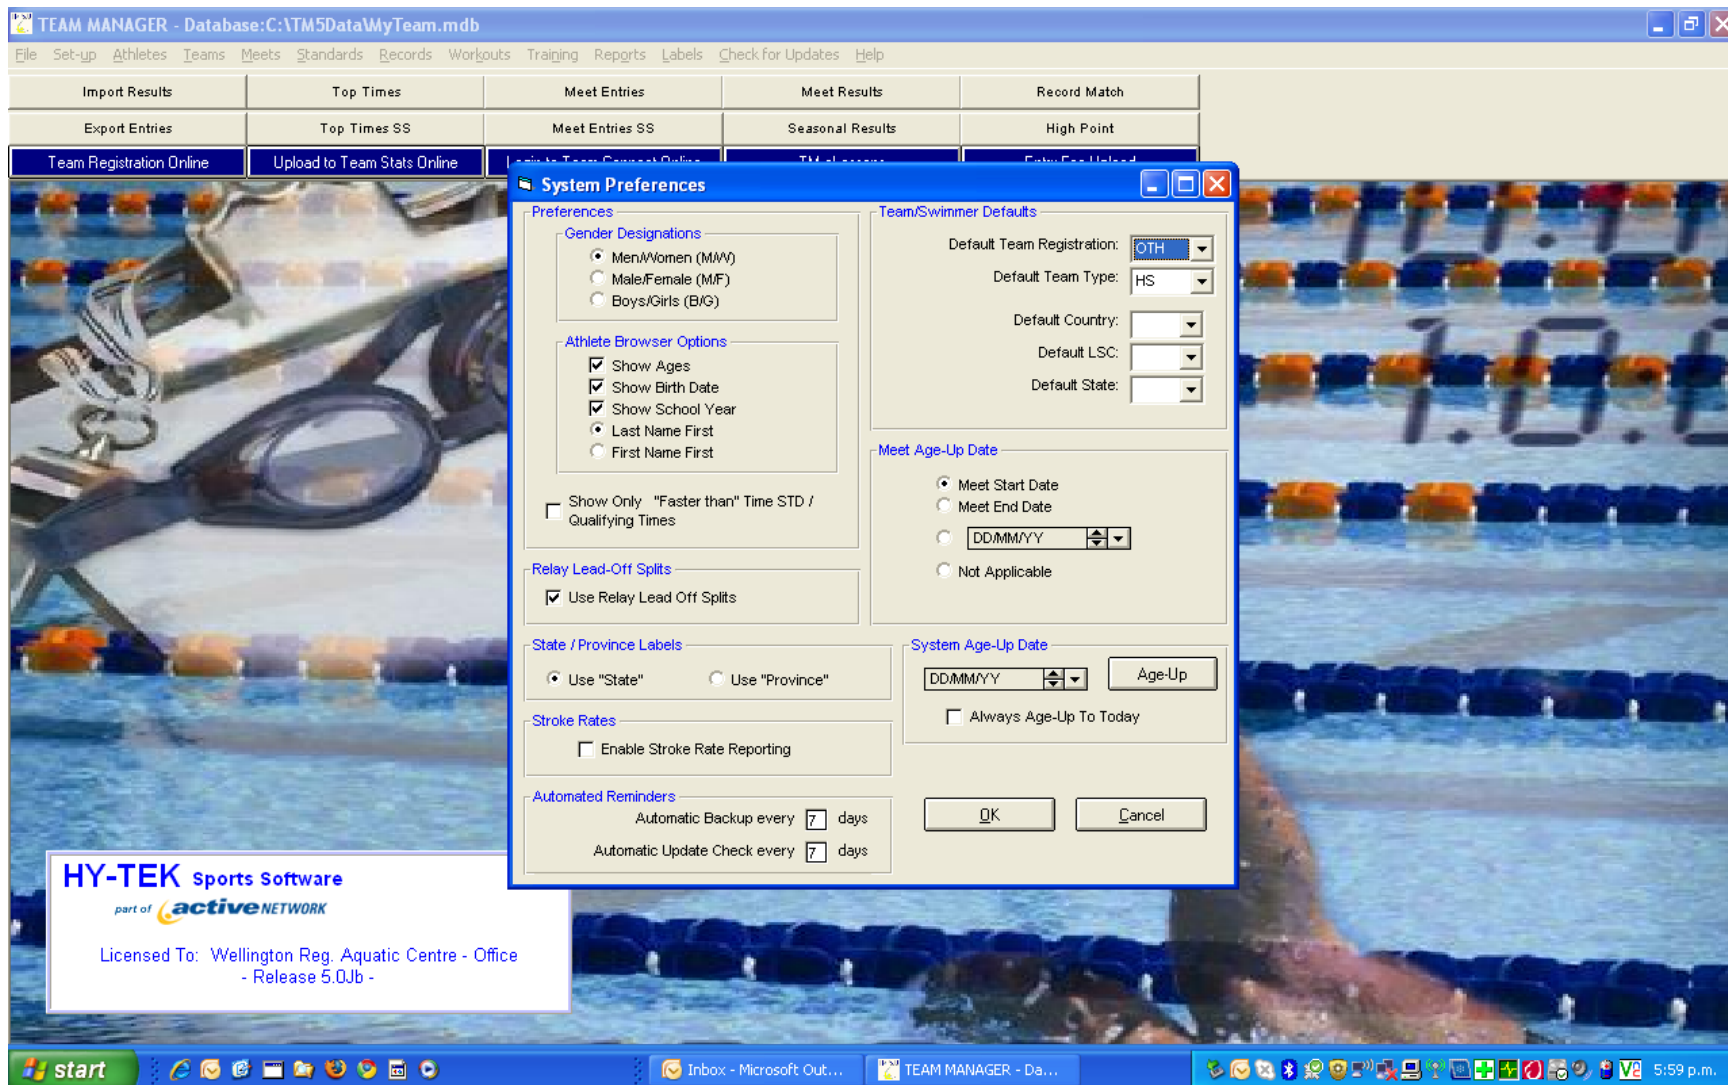 TEAM MANAGER - Database:C:\TM5Data\MyTeam.mdb
File Set-up Athletes Teams Meets Standards Records Workouts Training Reports Labels Check for Updates Help
Import Results Top Times Meet Entries Meet Results Record Match
Export Entries Top Times SS Meet Entries SS Seasonal Results High Point
Team Registration Online Upload to Team Stats Online Login to Team Connect Online
System Preferences
Preferences
Gender Designations
Men/Women (M/W)
Male/Female (M/F)
Boys/Girls (B/G)
Athlete Browser Options
Show Ages
Show Birth Date
Show School Year
Last Name First
First Name First
Show Only "Faster than" Time STD /
Qualifying Times
Relay Lead-Off Splits
Use Relay Lead Off Splits
State / Province Labels
Use "State" Use "Province"
Stroke Rates
Enable Stroke Rate Reporting
Automated Reminders
Automatic Backup every 7 days
Automatic Update Check every 7 days
Team/Swimmer Defaults
Default Team Registration: OTH
Default Team Type: HS
Default Country:
Default LSC:
Default State:
Meet Age-Up Date
Meet Start Date
Meet End Date
DD/MM/YY
Not Applicable
System Age-Up Date
DD/MM/YY Age-Up
Always Age-Up To Today
OK Cancel
HY-TEK Sports Software
part of active NETWORK
Licensed To: Wellington Reg. Aquatic Centre - Office
- Release 5.0Jb -
start Inbox - Microsoft Out... TEAM MANAGER - Da... V2 5:59 p.m.